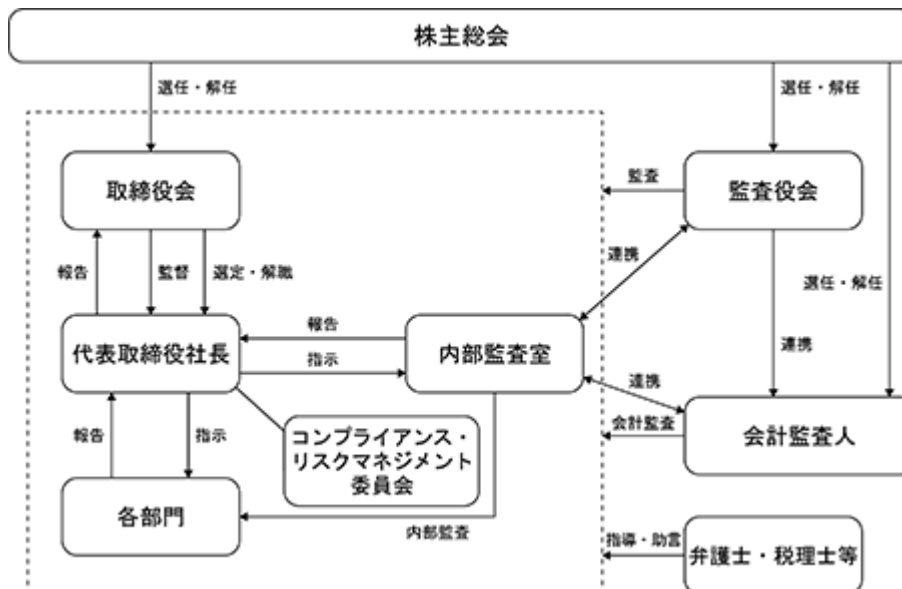 株主総会
選任・解任
選任・解任
取締役会
監査
監査役会
報告
監督
選定・解職
連携
選任・解任
報告
代表取締役社長
内部監査室
指示
連携
連携
報告
指示
コンプライアンス・
リスクマネジメント
委員会
会計監査
会計監査人
各部門
内部監査
指導・助言
弁護士・税理士等